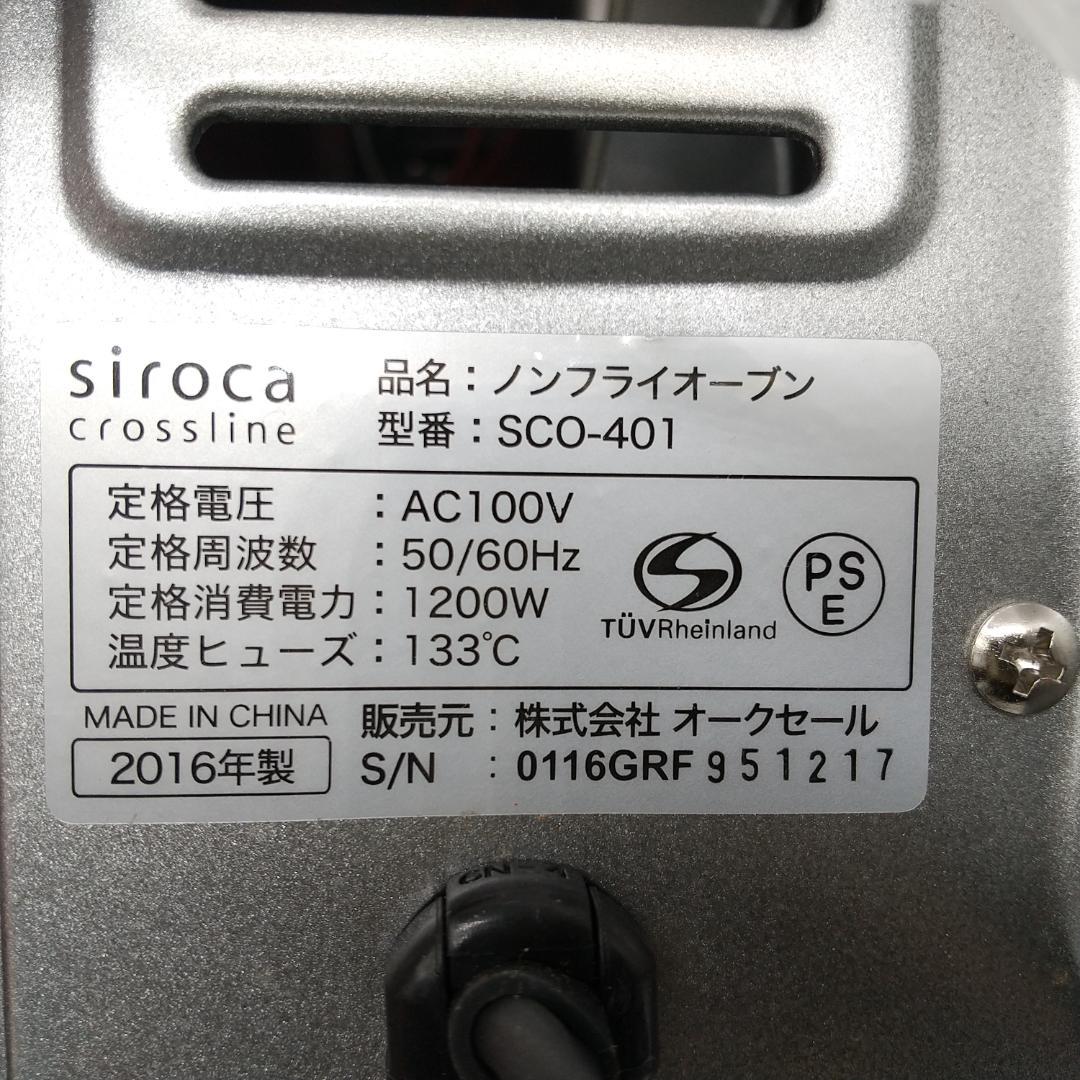 siroca
crossline
品名：ノンフライオーブン
型番：SCO-401
定格電圧　：AC100V
定格周波数　：50/60Hz
定格消費電力：1200W
温度ヒューズ：133℃
TÜVRheinland
PS
E
MADE IN CHINA
販売元：株式会社 オークセール
2016年製
S/N　：0116GRF951217